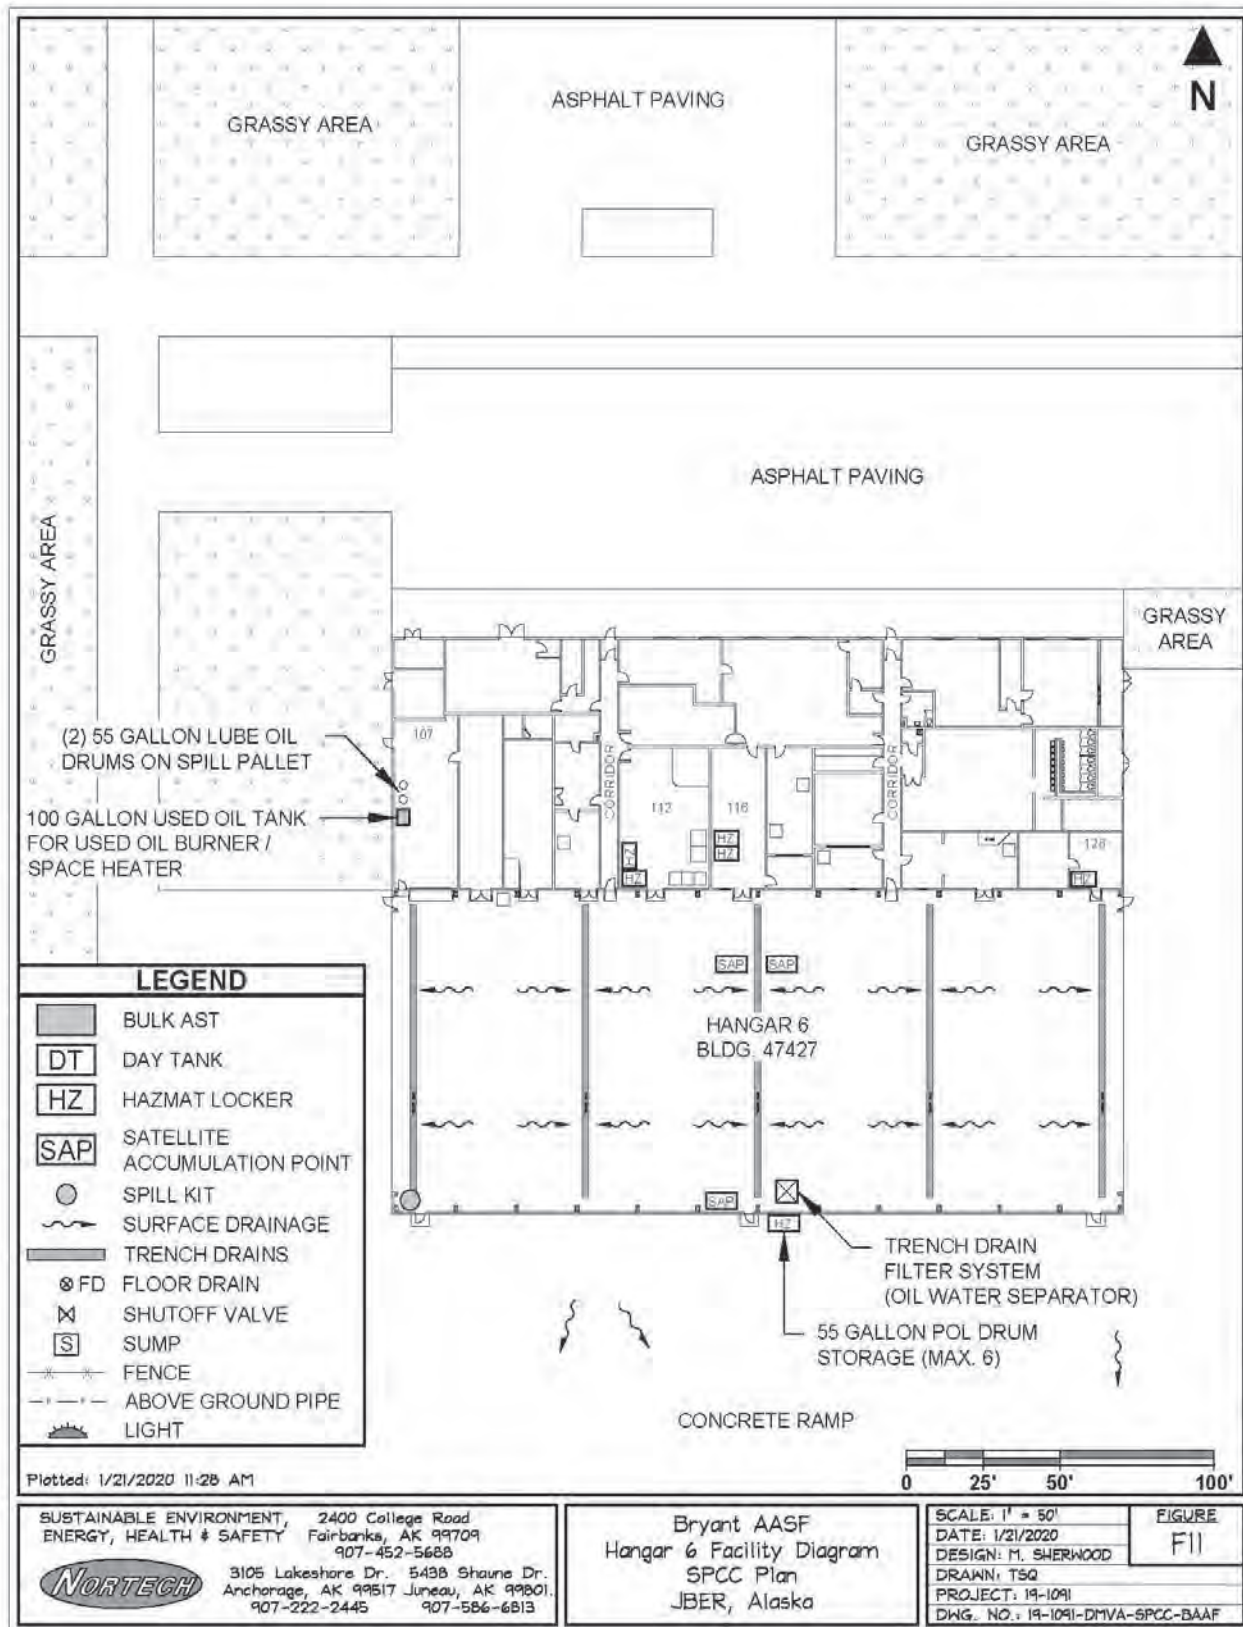 N
ASPHALT PAVING
GRASSY AREA
GRASSY AREA
ASPHALT PAVING
GRASSY AREA
GRASSY
AREA
(2) 55 GALLON LUBE OIL
DRUMS ON SPILL PALLET
100 GALLON USED OIL TANK
FOR USED OIL BURNER /
SPACE HEATER
107
CORRIDOR
112
116
CORRIDOR
128
HZ
HZ
HZ
HZ
HZ
SAP
SAP
HANGAR 6
BLDG. 47427
SAP
HZ
TRENCH DRAIN
FILTER SYSTEM
(OIL WATER SEPARATOR)
55 GALLON POL DRUM
STORAGE (MAX. 6)
CONCRETE RAMP
LEGEND
BULK AST
DT DAY TANK
HZ HAZMAT LOCKER
SAP SATELLITE
ACCUMULATION POINT
SPILL KIT
SURFACE DRAINAGE
TRENCH DRAINS
FD FLOOR DRAIN
SHUTOFF VALVE
S SUMP
FENCE
ABOVE GROUND PIPE
LIGHT
Plotted: 1/21/2020 11:28 AM
0 25' 50' 100'
SUSTAINABLE ENVIRONMENT,
ENERGY, HEALTH & SAFETY
2400 College Road
Fairbanks, AK 99709
907-452-5688
NORTECH
3105 Lakeshore Dr.
Anchorage, AK 99517
907-222-2445
5438 Shaune Dr.
Juneau, AK 99801.
907-586-6813
Bryant AASF
Hangar 6 Facility Diagram
SPCC Plan
JBER, Alaska
SCALE: 1" = 50'
DATE: 1/21/2020
DESIGN: M. SHERWOOD
DRAWN: TSQ
PROJECT: 19-1091
DWG. NO.: 19-1091-DMVA-SPCC-BAAF
FIGURE
F11